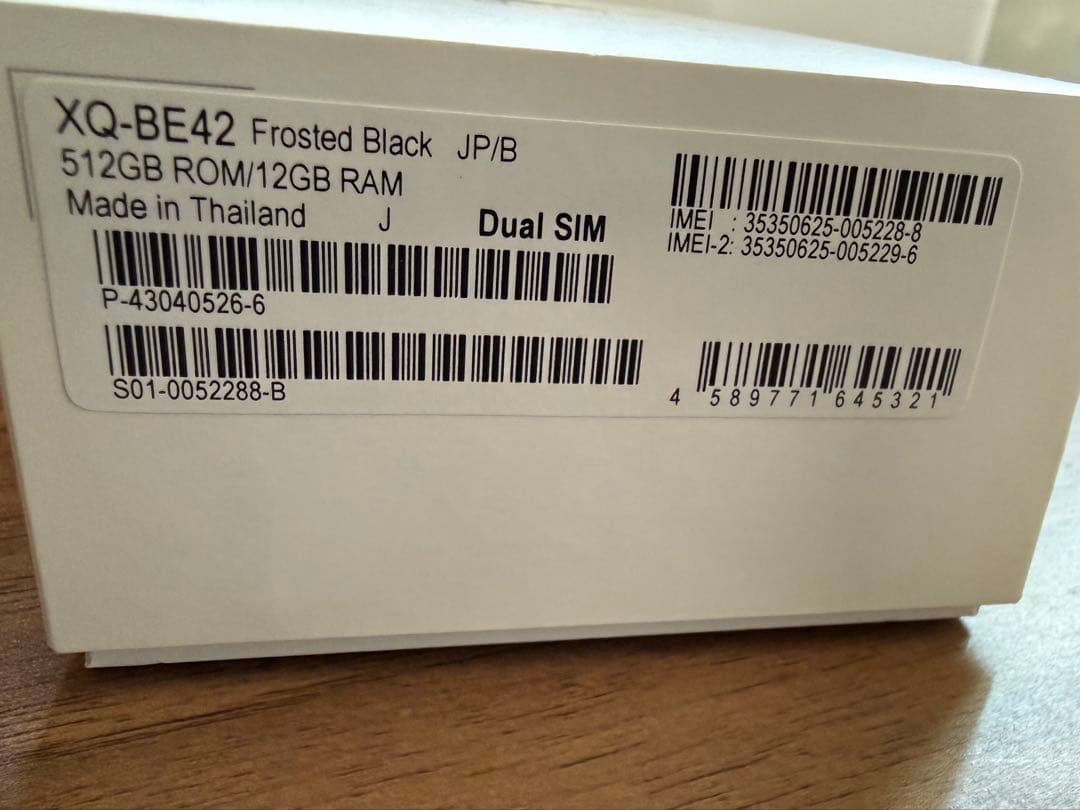 XQ-BE42 Frosted Black JP/B
512GB ROM/12GB RAM
Made in Thailand J Dual SIM
P-43040526-6
S01-0052288-B
IMEI : 35350625-005228-8
IMEI-2: 35350625-005229-6
4 589771 645321